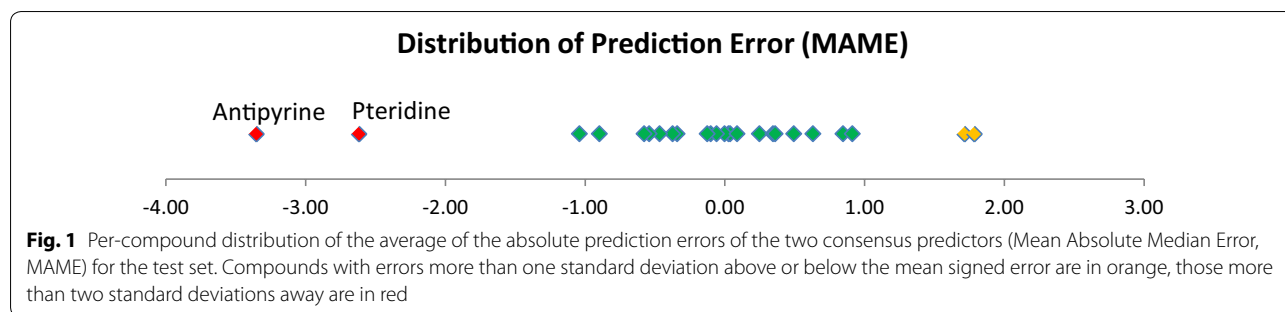 Distribution of Prediction Error (MAME)
Antipyrine Pteridine
-4.00 -3.00 -2.00 -1.00 0.00 1.00 2.00 3.00
Fig. 1 Per-compound distribution of the average of the absolute prediction errors of the two consensus predictors (Mean Absolute Median Error,
MAME) for the test set. Compounds with errors more than one standard deviation above or below the mean signed error are in orange, those more
than two standard deviations away are in red